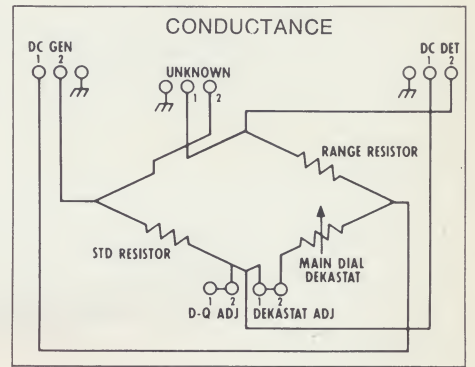 CONDUCTANCE
DC GEN
1 2
UNKNOWN
1 2
DC DET
1 2
RANGE RESISTOR
STD RESISTOR
MAIN DIAL
DEKASTAT
1 2
D-Q ADJ
1 2
DEKASTAT ADJ